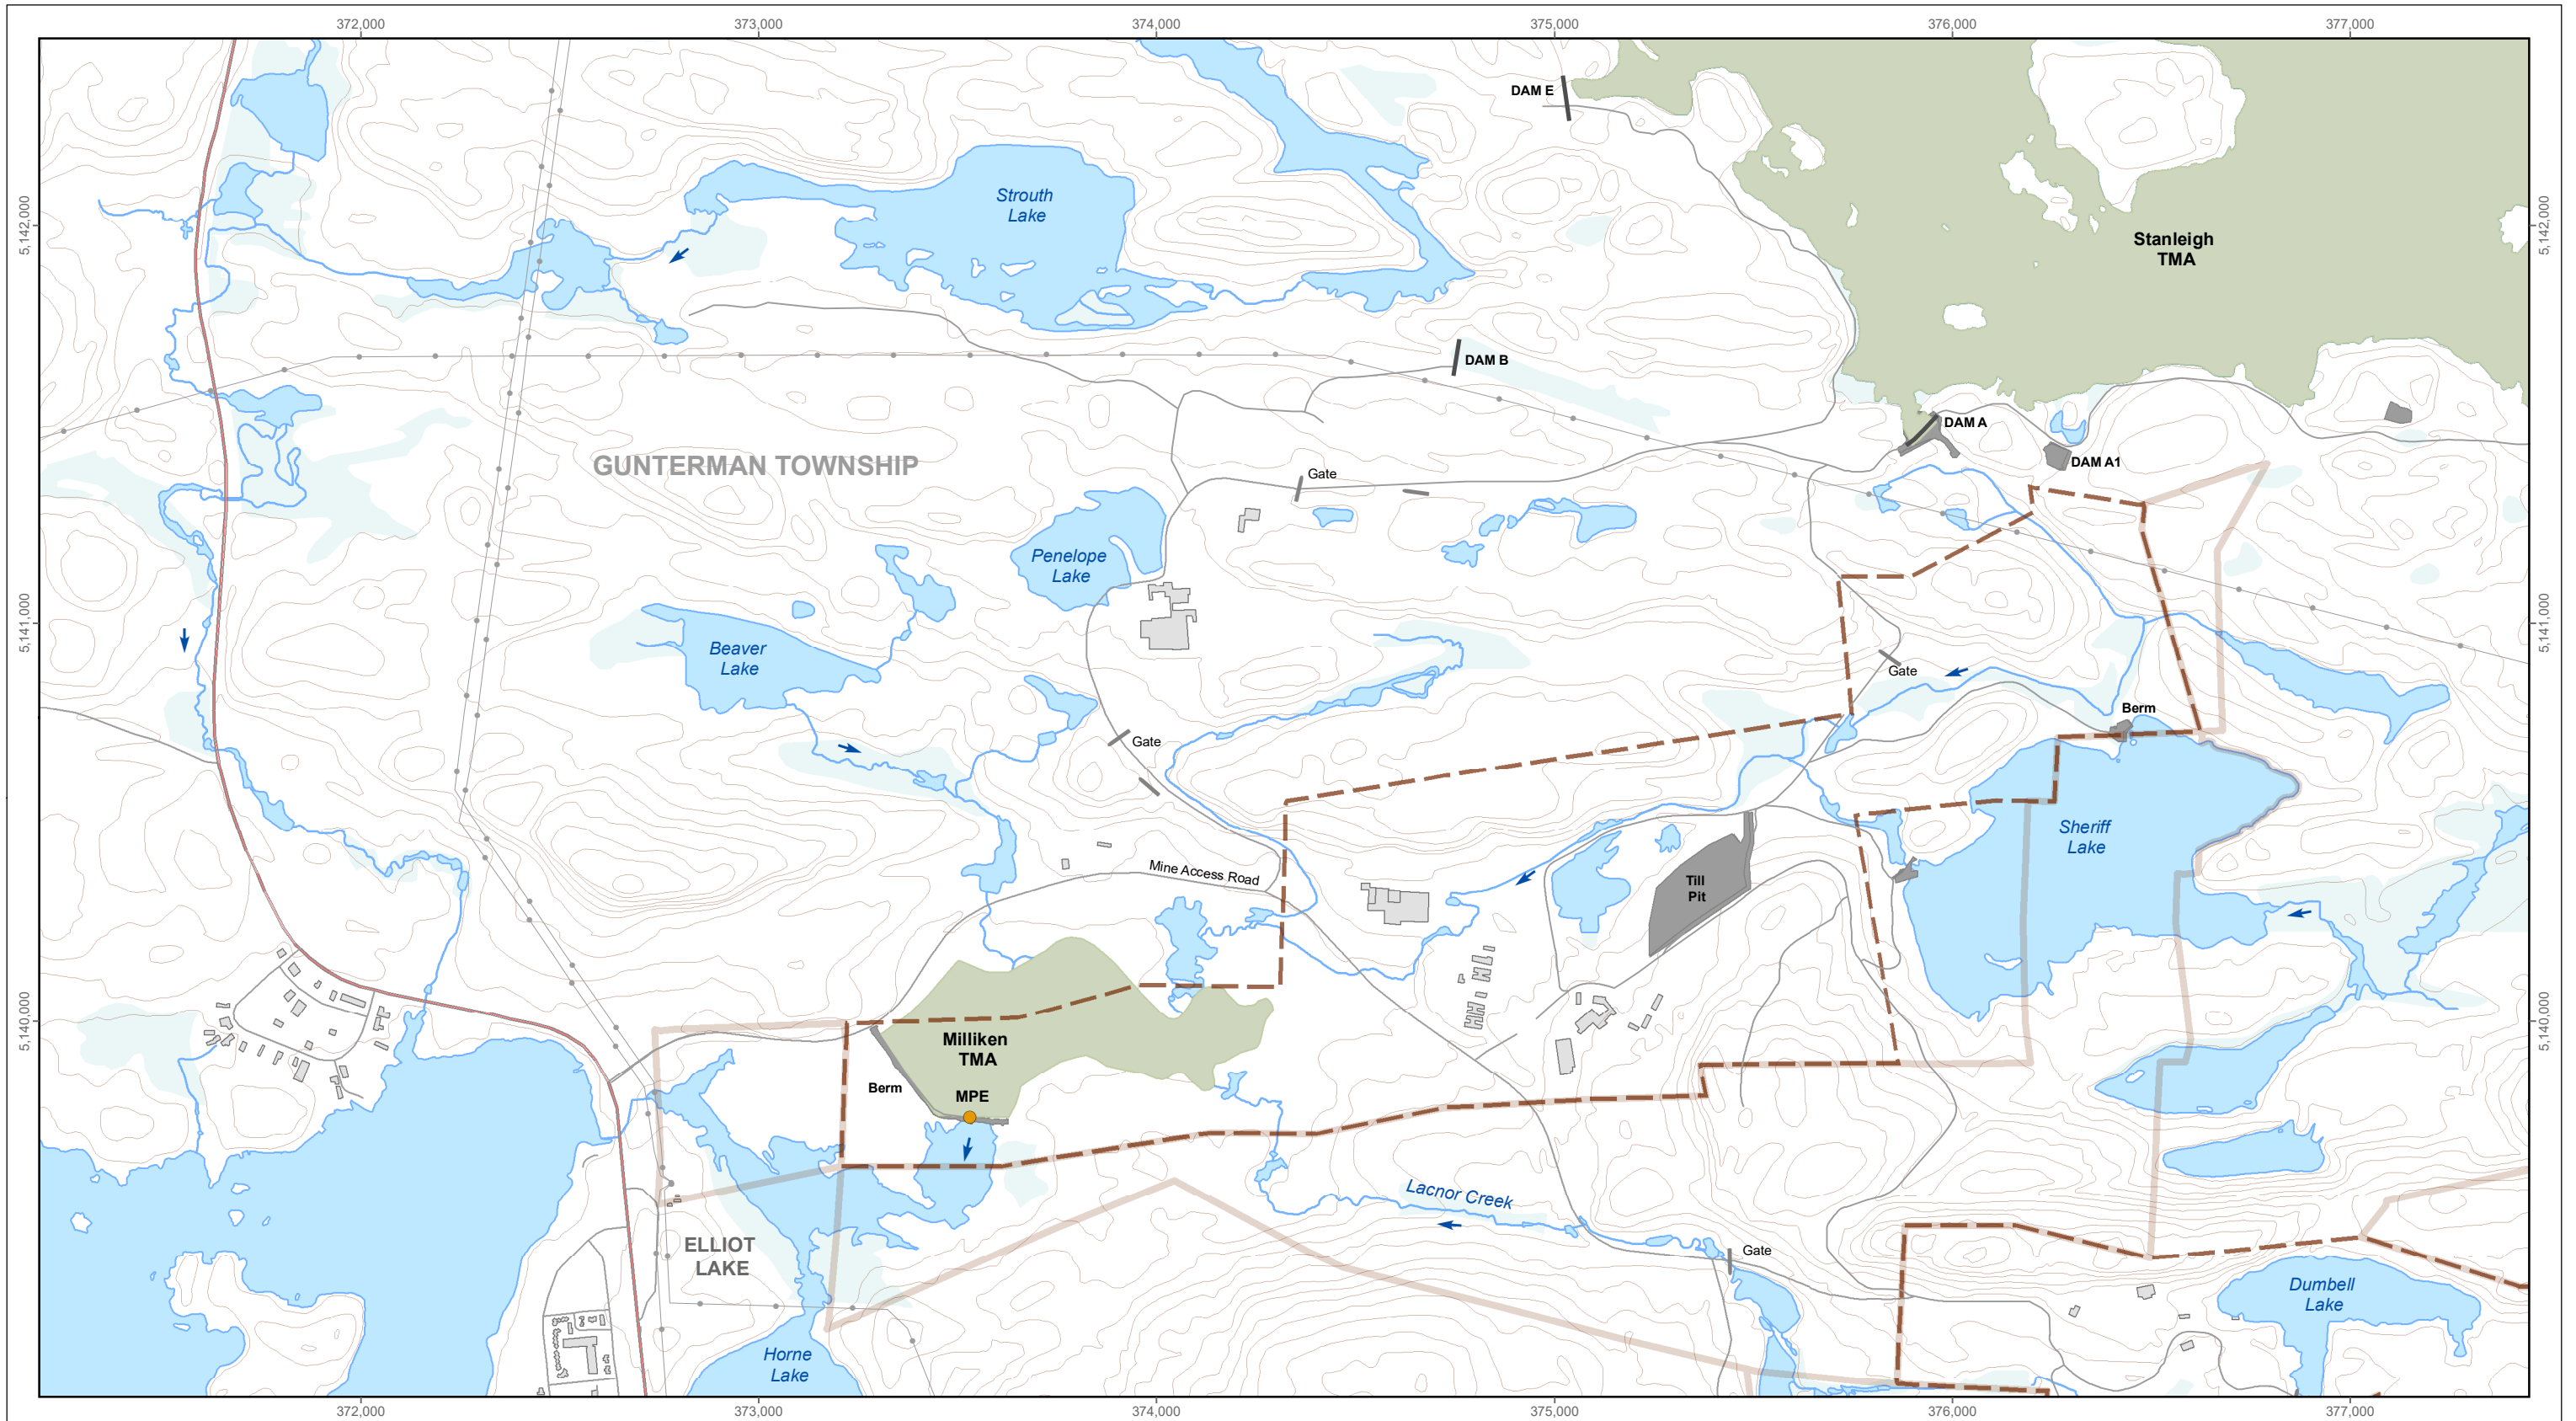 372,000
373,000
374,000
375,000
376,000
377,000
DAM E
Strouth
Lake
5,142,000
5,142,000
Stanleigh
TMA
DAM B
DAM A
DAM A1
GUNTERMAN TOWNSHIP
Gate
Penelope
Lake
5,141,000
5,141,000
Beaver
Lake
Gate
Berm
Gate
Sheriff
Lake
Mine Access Road
Till
Pit
5,140,000
5,140,000
Milliken
TMA
Berm
MPE
Lacnor Creek
ELLIOT
LAKE
Gate
Dumbell
Lake
Horne
Lake
372,000
373,000
374,000
375,000
376,000
377,000